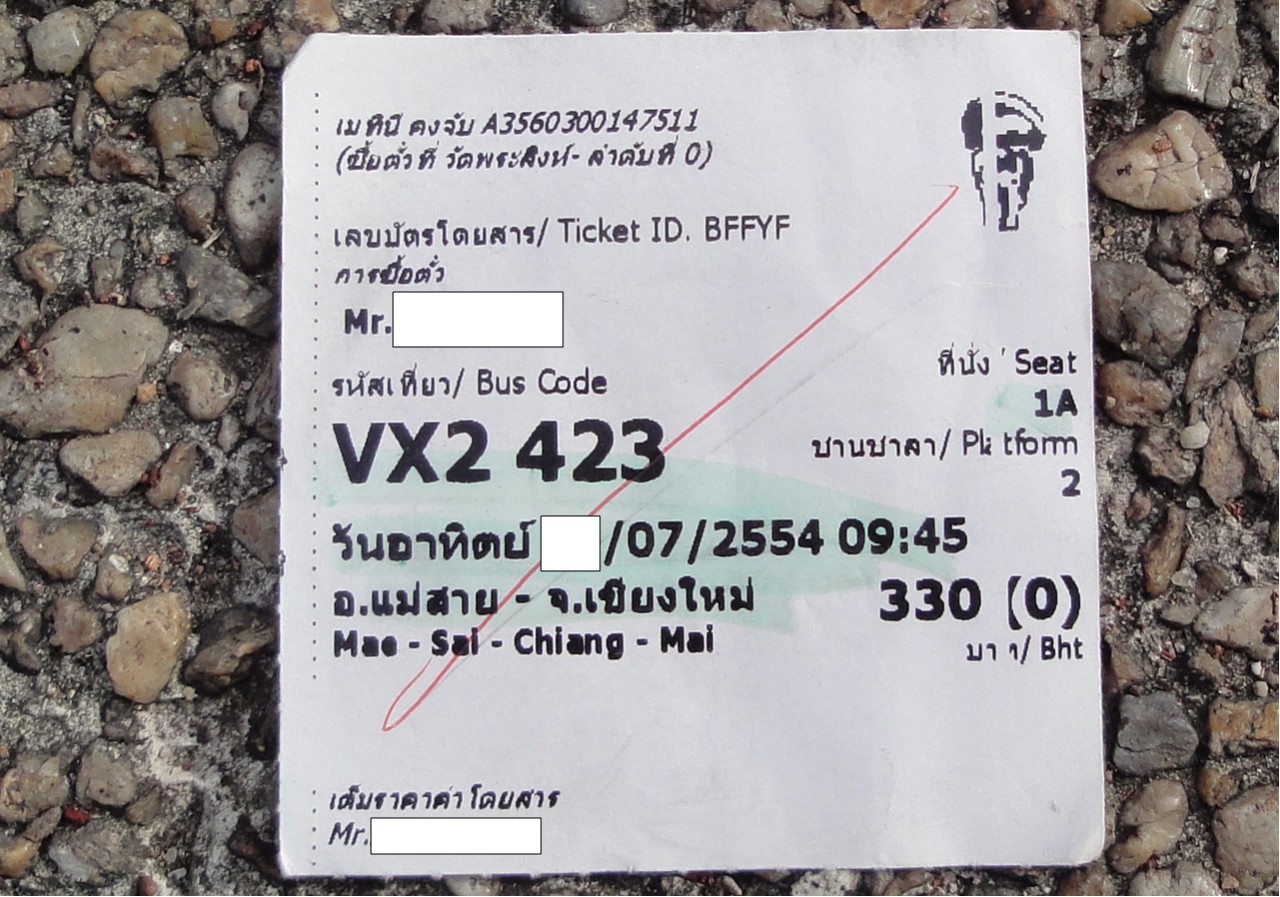 เมทินี คงจับ A3560300147511
(ซื้อตั๋วที่ วัดพระสิงห์- ลำดับที่ 0)
เลขบัตรโดยสาร/ Ticket ID. BFFYF
การซื้อตั๋ว
Mr.
รหัสเที่ยว/ Bus Code
ที่นั่ง ' Seat
1A
VX2 423
ชานชาลา/ Platform
2
วันอาทิตย์ /07/2554 09:45
อ.แม่สาย - จ.เชียงใหม่
330 (0)
Mae - Sai - Chiang - Mai
บา า/ Bht
เต็มราคาค่าโดยสาร
Mr.